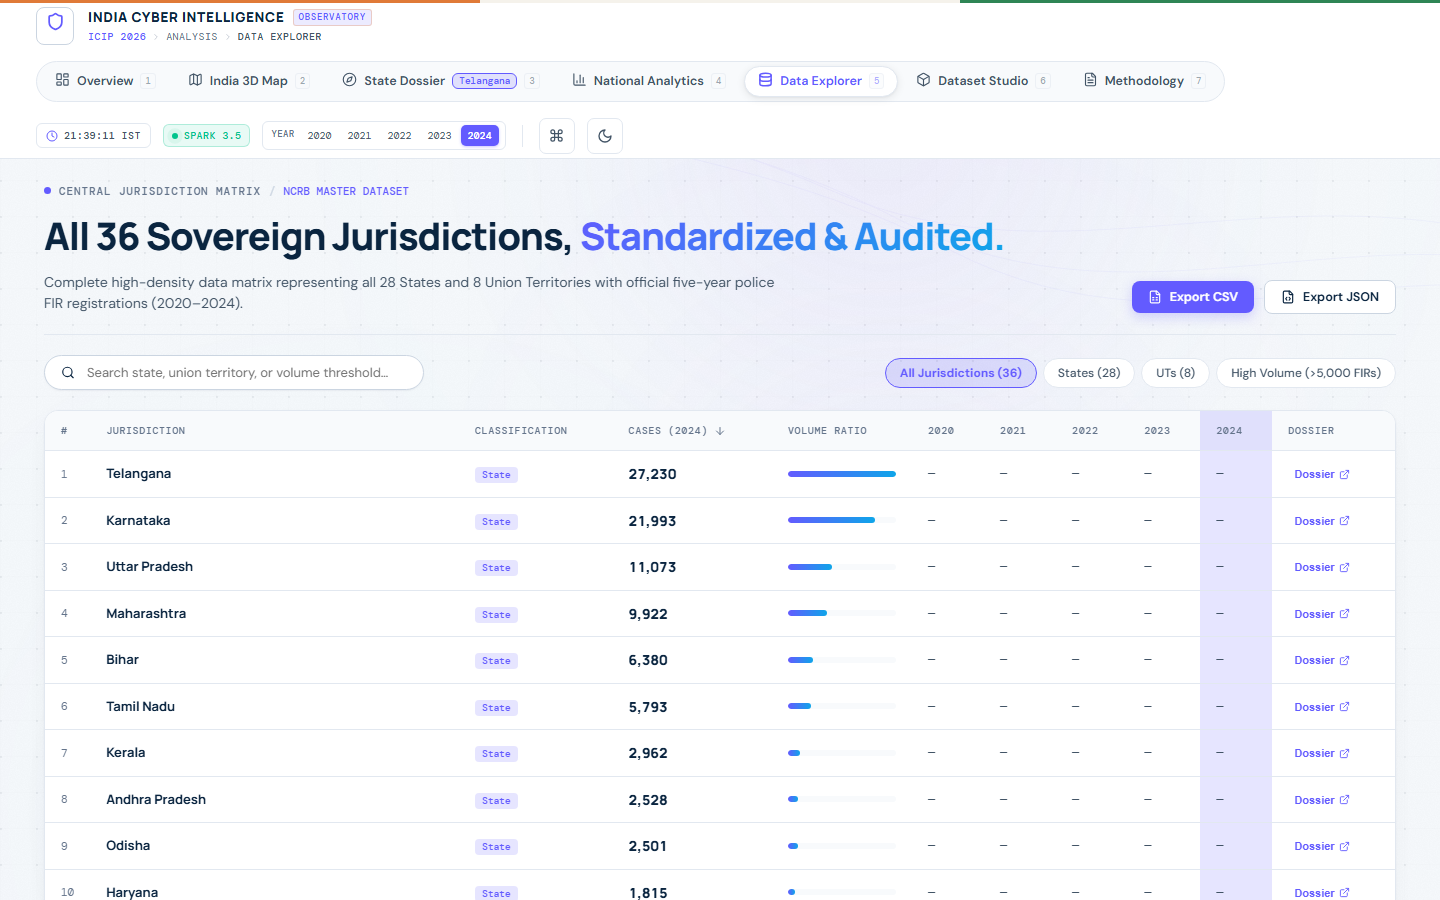 INDIA CYBER INTELLIGENCE OBSERVATORY
ICIP 2026 › ANALYSIS › DATA EXPLORER
Overview 1 India 3D Map 2 State Dossier Telangana 3 National Analytics 4 Data Explorer 5 Dataset Studio 6 Methodology 7
21:39:11 IST SPARK 3.5 YEAR 2020 2021 2022 2023 2024 ⌘
CENTRAL JURISDICTION MATRIX / NCRB MASTER DATASET
All 36 Sovereign Jurisdictions, Standardized & Audited.
Complete high-density data matrix representing all 28 States and 8 Union Territories with official five-year police
FIR registrations (2020–2024).
Export CSV Export JSON
Search state, union territory, or volume threshold...
All Jurisdictions (36) States (28) UTs (8) High Volume (>5,000 FIRs)
# JURISDICTION CLASSIFICATION CASES (2024) ↓ VOLUME RATIO 2020 2021 2022 2023 2024 DOSSIER
1 Telangana State 27,230 — — — — — Dossier
2 Karnataka State 21,993 — — — — — Dossier
3 Uttar Pradesh State 11,073 — — — — — Dossier
4 Maharashtra State 9,922 — — — — — Dossier
5 Bihar State 6,380 — — — — — Dossier
6 Tamil Nadu State 5,793 — — — — — Dossier
7 Kerala State 2,962 — — — — — Dossier
8 Andhra Pradesh State 2,528 — — — — — Dossier
9 Odisha State 2,501 — — — — — Dossier
10 Haryana State 1,815 — — — — — Dossier